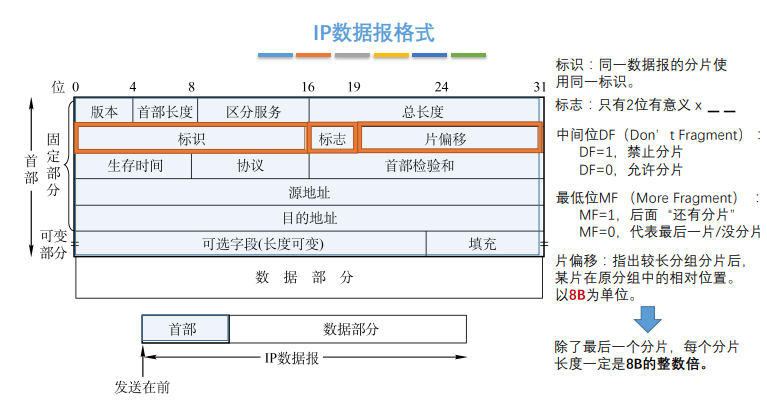 IP数据报格式
位 0 4 8 16 19 24 31
版本 首部长度 区分服务 总长度
标识 标志 片偏移
生存时间 协议 首部检验和
源地址
目的地址
可选字段(长度可变) 填充
数据部分
首部
固定部分
可变部分
首部 数据部分
IP数据报
发送在前
标识：同一数据报的分片使
用同一标识。
标志：只有2位有意义 x _ _
中间位DF（Don't Fragment）：
DF=1，禁止分片
DF=0，允许分片
最低位MF （More Fragment）：
MF=1，后面“还有分片”
MF=0，代表最后一片/没分片
片偏移：指出较长分组分片后，
某片在原分组中的相对位置。
以8B为单位。
除了最后一个分片，每个分片
长度一定是8B的整数倍。